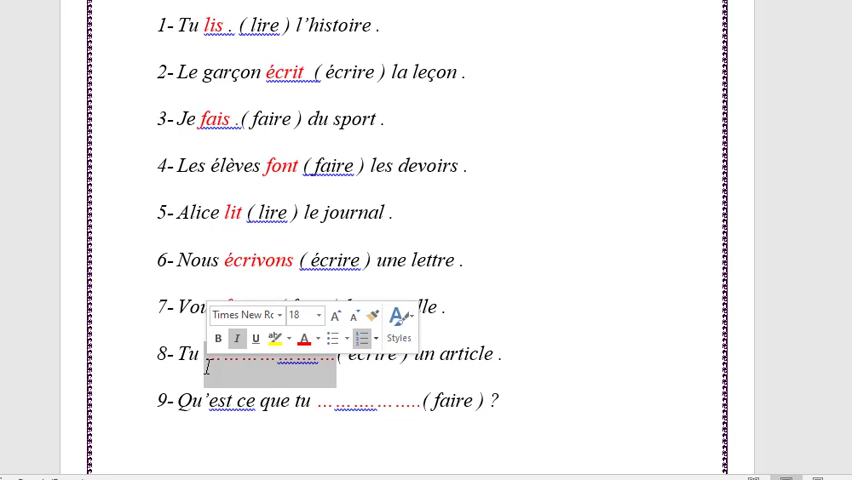 1- Tu lis . ( lire ) l’histoire .
2- Le garçon écrit ( écrire ) la leçon .
3- Je fais .( faire ) du sport .
4- Les élèves font ( faire ) les devoirs .
5- Alice lit ( lire ) le journal .
6- Nous écrivons ( écrire ) une lettre .
7- lle .
Times New Rc 18
B I U Styles
8- Tu ………………….…( écrire ) un article .
9- Qu’est ce que tu ……….……..( faire ) ?